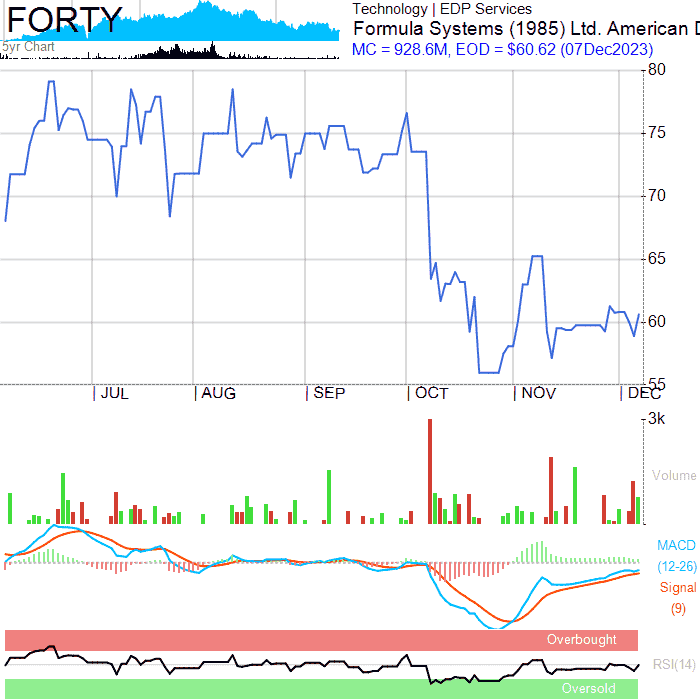 FORTY
5yr Chart
Technology | EDP Services
Formula Systems (1985) Ltd. American D
MC = 928.6M, EOD = $60.62 (07Dec2023)
80
75
70
65
60
55
JUL AUG SEP OCT NOV DEC
3k
Volume
MACD
(12-26)
Signal
(9)
Overbought
RSI(14)
Oversold